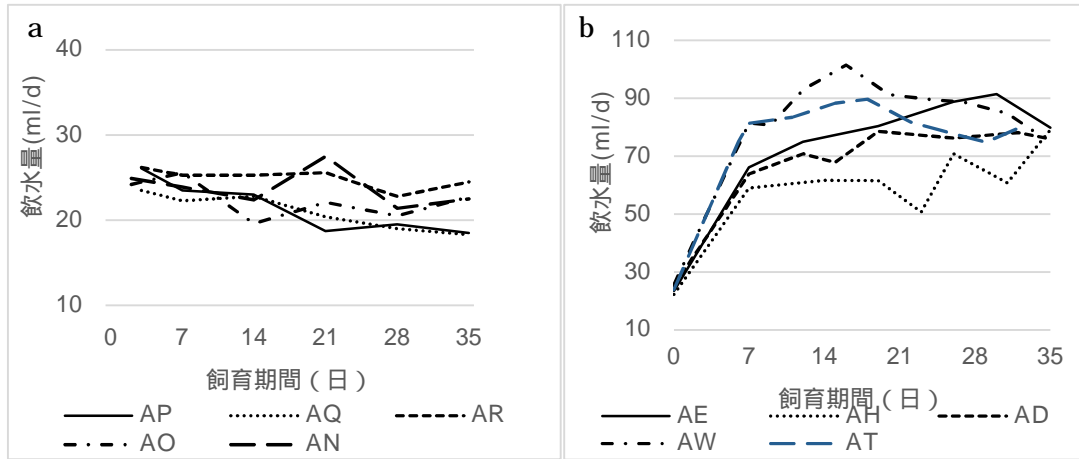 a
40
30
20
10
飲水量(ml/d)
0 7 14 21 28 35
飼育期間（日）
AP AQ AR
AO AN
b
110
90
70
50
30
10
飲水量(ml/d)
0 7 14 21 28 35
飼育期間（日）
AE AH AD
AW AT